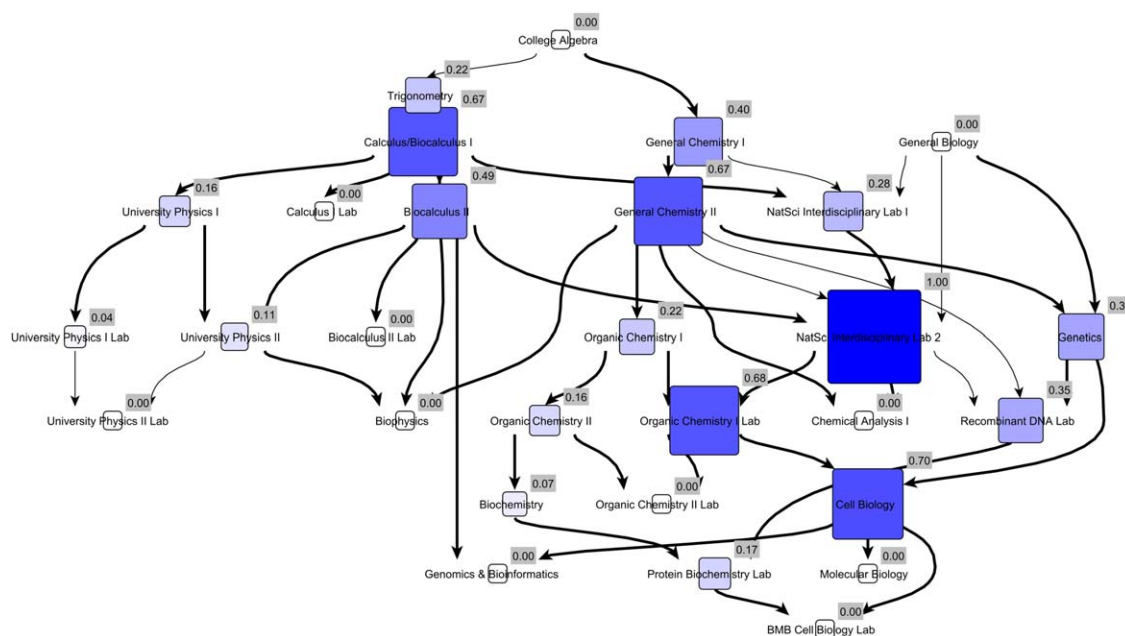 0.00
College Algebra
0.22
Trigonometry
0.67
0.40
Calculus/Biocalculus I
General Chemistry I
0.00
General Biology
0.67
0.16
0.00
0.49
0.28
University Physics I
Calculus I Lab
Biocalculus II
General Chemistry II
NatSci Interdisciplinary Lab I
1.00
0.04
0.11
0.00
0.22
0.3
University Physics I Lab
University Physics II
Biocalculus II Lab
Organic Chemistry I
NatSci Interdisciplinary Lab 2
Genetics
0.68
0.35
0.00
0.00
0.16
0.00
University Physics II Lab
Biophysics
Organic Chemistry II
Organic Chemistry I Lab
Chemical Analysis I
Recombinant DNA Lab
0.70
0.07
0.00
Biochemistry
Organic Chemistry II Lab
Cell Biology
0.00
0.17
0.00
Genomics & Bioinformatics
Protein Biochemistry Lab
Molecular Biology
0.00
BMB Cell Biology Lab